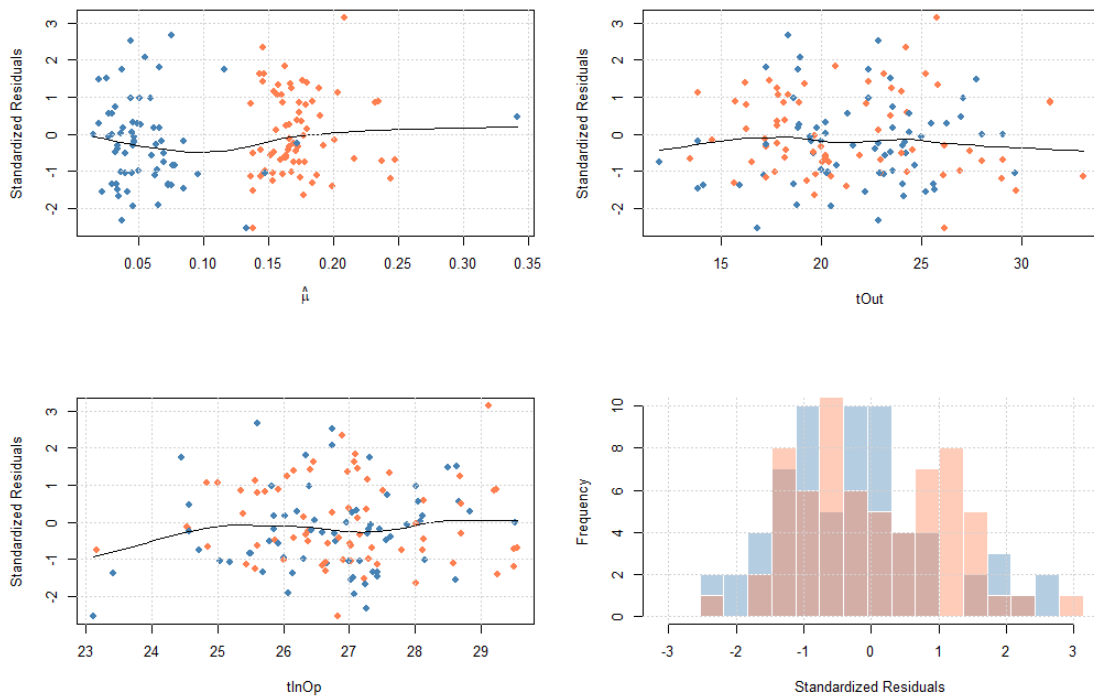 Standardized Residuals
3
2
1
0
-1
-2
0.05 0.10 0.15 0.20 0.25 0.30 0.35
μ̂
Standardized Residuals
3
2
1
0
-1
-2
15 20 25 30
tOut
Standardized Residuals
3
2
1
0
-1
-2
23 24 25 26 27 28 29
tInOp
Frequency
10
8
6
4
2
0
-3 -2 -1 0 1 2 3
Standardized Residuals